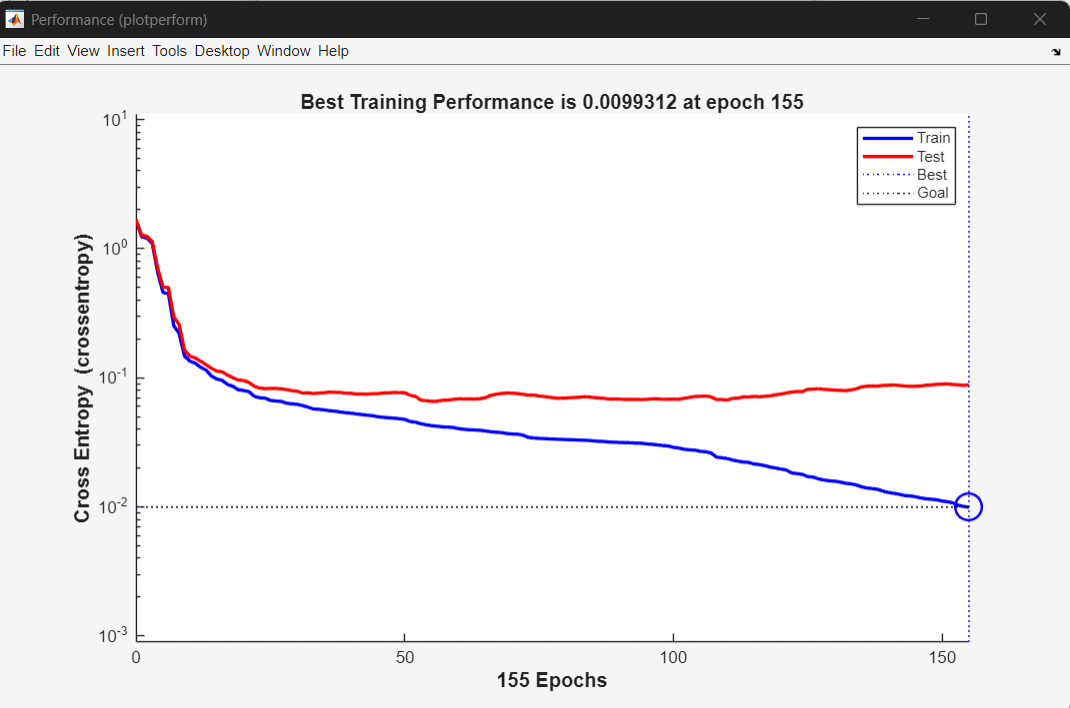 Performance (plotperform)
File Edit View Insert Tools Desktop Window Help
Best Training Performance is 0.0099312 at epoch 155
10^1
10^0
10^-1
10^-2
10^-3
Cross Entropy (crossentropy)
Train
Test
Best
Goal
0 50 100 150
155 Epochs